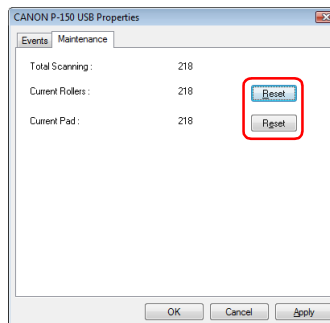 CANON P-150 USB Properties
Events Maintenance
Total Scanning : 218
Current Rollers : 218 Reset
Current Pad : 218 Reset
OK Cancel Apply